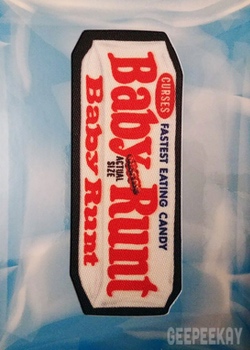 CURSES
FASTEST EATING CANDY
Baby Runt
ACTUAL
SIZE
Baby Runt
GEEPEEKAY